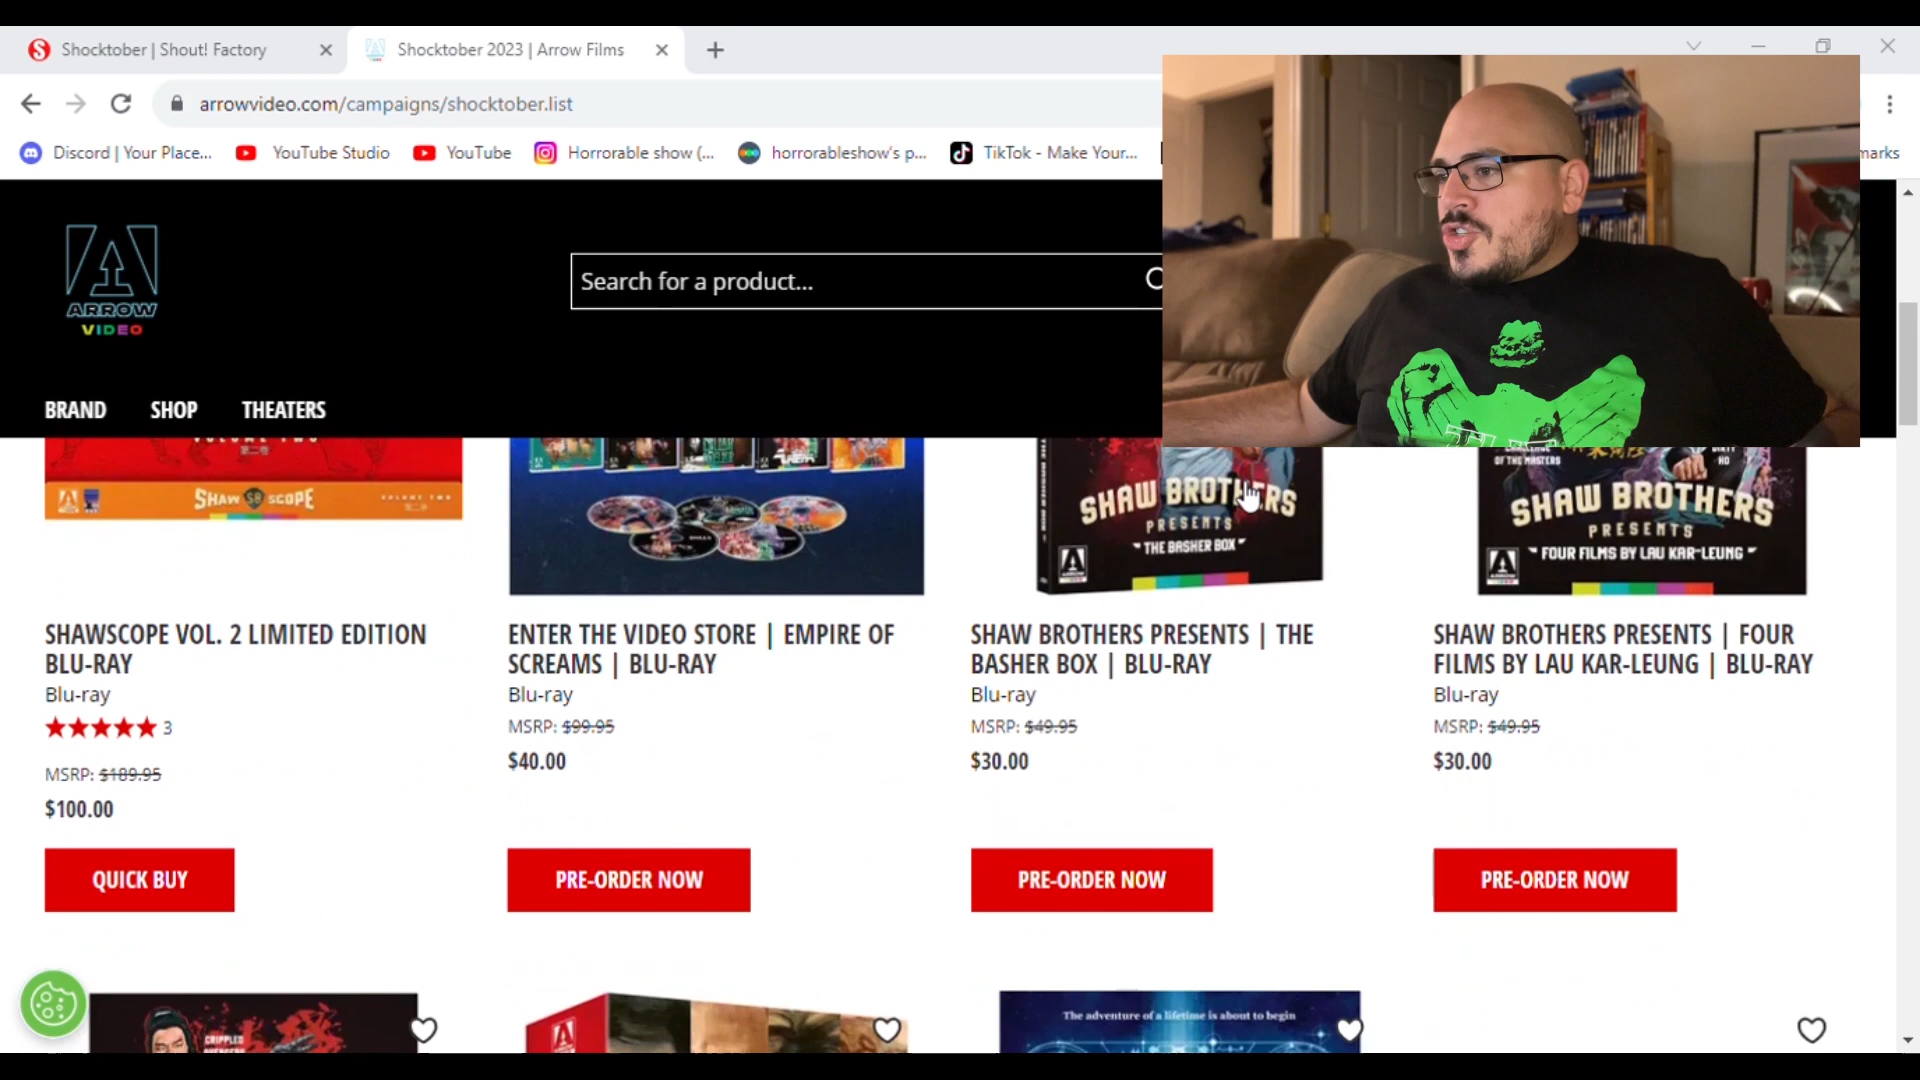 Shocktober | Shout! Factory
Shocktober 2023 | Arrow Films
arrowvideo.com/campaigns/shocktober.list
Discord | Your Place...
YouTube Studio
YouTube
Horrorable show (...
horrorableshow's p...
TikTok - Make Your...
marks
ARROW
VIDEO
Search for a product...
BRAND
SHOP
THEATERS
SHAW SB SCOPE
SHAW BROTHERS
PRESENTS
"THE BASHER BOX"
OF THE MASTERS
HO
SHAW BROTHERS
PRESENTS
"FOUR FILMS BY LAU KAR-LEUNG"
SHAWSCOPE VOL. 2 LIMITED EDITION
BLU-RAY
Blu-ray
3
MSRP: $189.95
$100.00
QUICK BUY
ENTER THE VIDEO STORE | EMPIRE OF
SCREAMS | BLU-RAY
Blu-ray
MSRP: $99.95
$40.00
PRE-ORDER NOW
SHAW BROTHERS PRESENTS | THE
BASHER BOX | BLU-RAY
Blu-ray
MSRP: $49.95
$30.00
PRE-ORDER NOW
SHAW BROTHERS PRESENTS | FOUR
FILMS BY LAU KAR-LEUNG | BLU-RAY
Blu-ray
MSRP: $49.95
$30.00
PRE-ORDER NOW
CRIPPLED
AVENGERS
The adventure of a lifetime is about to begin